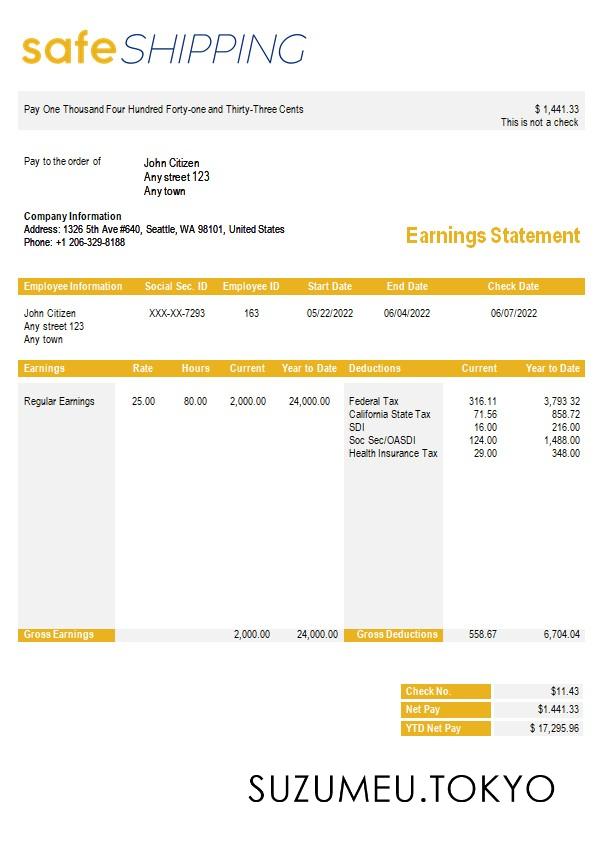 safeSHIPPING
Pay One Thousand Four Hundred Forty-one and Thirty-Three Cents $ 1,441.33
This is not a check
Pay to the order of John Citizen
Any street 123
Any town
Company Information
Address: 1326 5th Ave #640, Seattle, WA 98101, United States
Phone: +1 206-329-8188
Earnings Statement
Employee Information Social Sec. ID Employee ID Start Date End Date Check Date
John Citizen XXX-XX-7293 163 05/22/2022 06/04/2022 06/07/2022
Any street 123
Any town
Earnings Rate Hours Current Year to Date Deductions Current Year to Date
Regular Earnings 25.00 80.00 2,000.00 24,000.00 Federal Tax 316.11 3,793 32
California State Tax 71.56 858.72
SDI 16.00 216.00
Soc Sec/OASDI 124.00 1,488.00
Health Insurance Tax 29.00 348.00
Gross Earnings 2,000.00 24,000.00 Gross Deductions 558.67 6,704.04
Check No. $11.43
Net Pay $1.441.33
YTD Net Pay $ 17,295.96
SUZUMEU.TOKYO